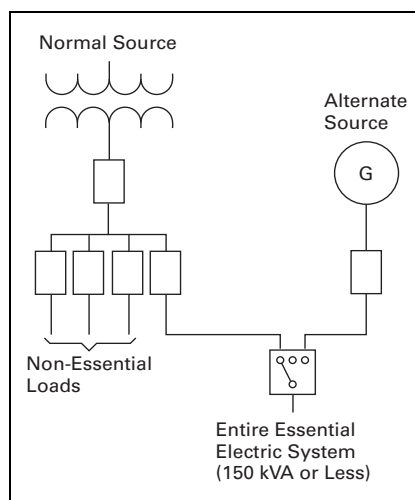 Normal Source
Alternate
Source
G
Non-Essential
Loads
Entire Essential
Electric System
(150 kVA or Less)